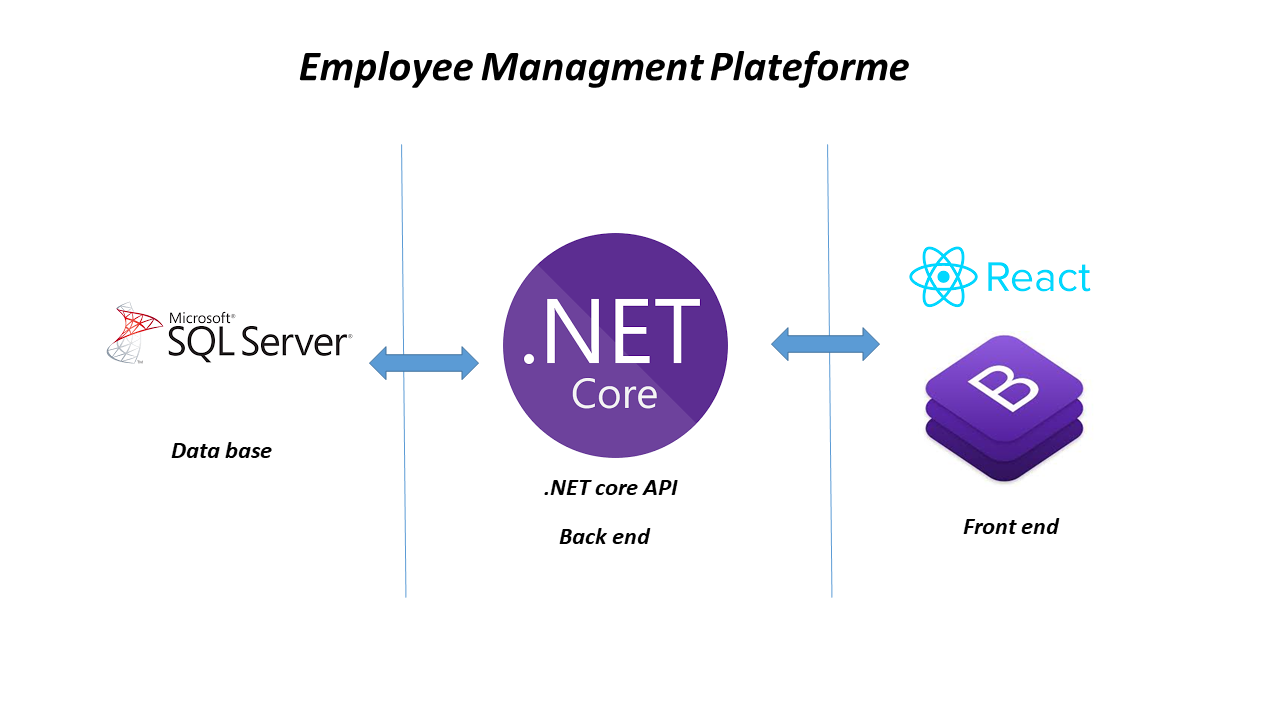 Employee Managment Plateforme
Microsoft®
SQL Server®
Data base
.NET
Core
.NET core API
Back end
React
B
Front end